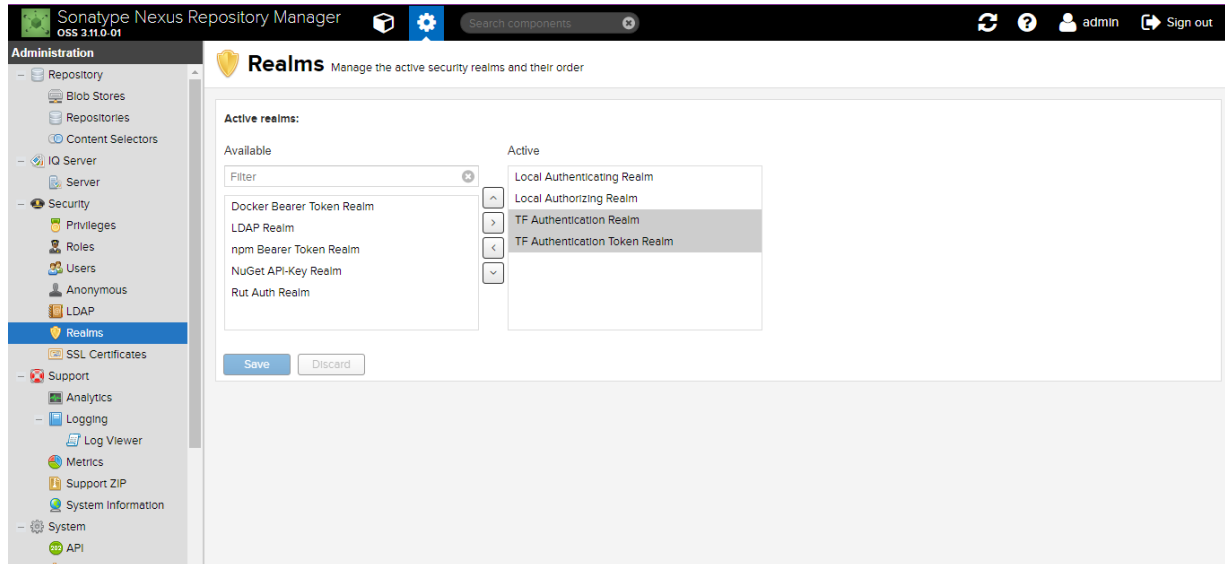 Sonatype Nexus Repository Manager
OSS 3.11.0-01
Search components
admin
Sign out
Administration
Repository
Blob Stores
Repositories
Content Selectors
IQ Server
Server
Security
Privileges
Roles
Users
Anonymous
LDAP
Realms
SSL Certificates
Support
Analytics
Logging
Log Viewer
Metrics
Support ZIP
System Information
System
API
Realms Manage the active security realms and their order
Active realms:
Available
Filter
Docker Bearer Token Realm
LDAP Realm
npm Bearer Token Realm
NuGet API-Key Realm
Rut Auth Realm
Active
Local Authenticating Realm
Local Authorizing Realm
TF Authentication Realm
TF Authentication Token Realm
Save
Discard